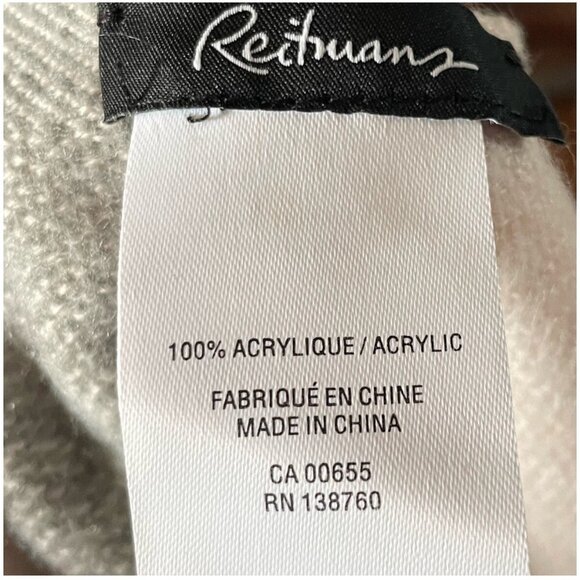 Reitmans
100% ACRYLIQUE / ACRYLIC
FABRIQUÉ EN CHINE
MADE IN CHINA
CA 00655
RN 138760